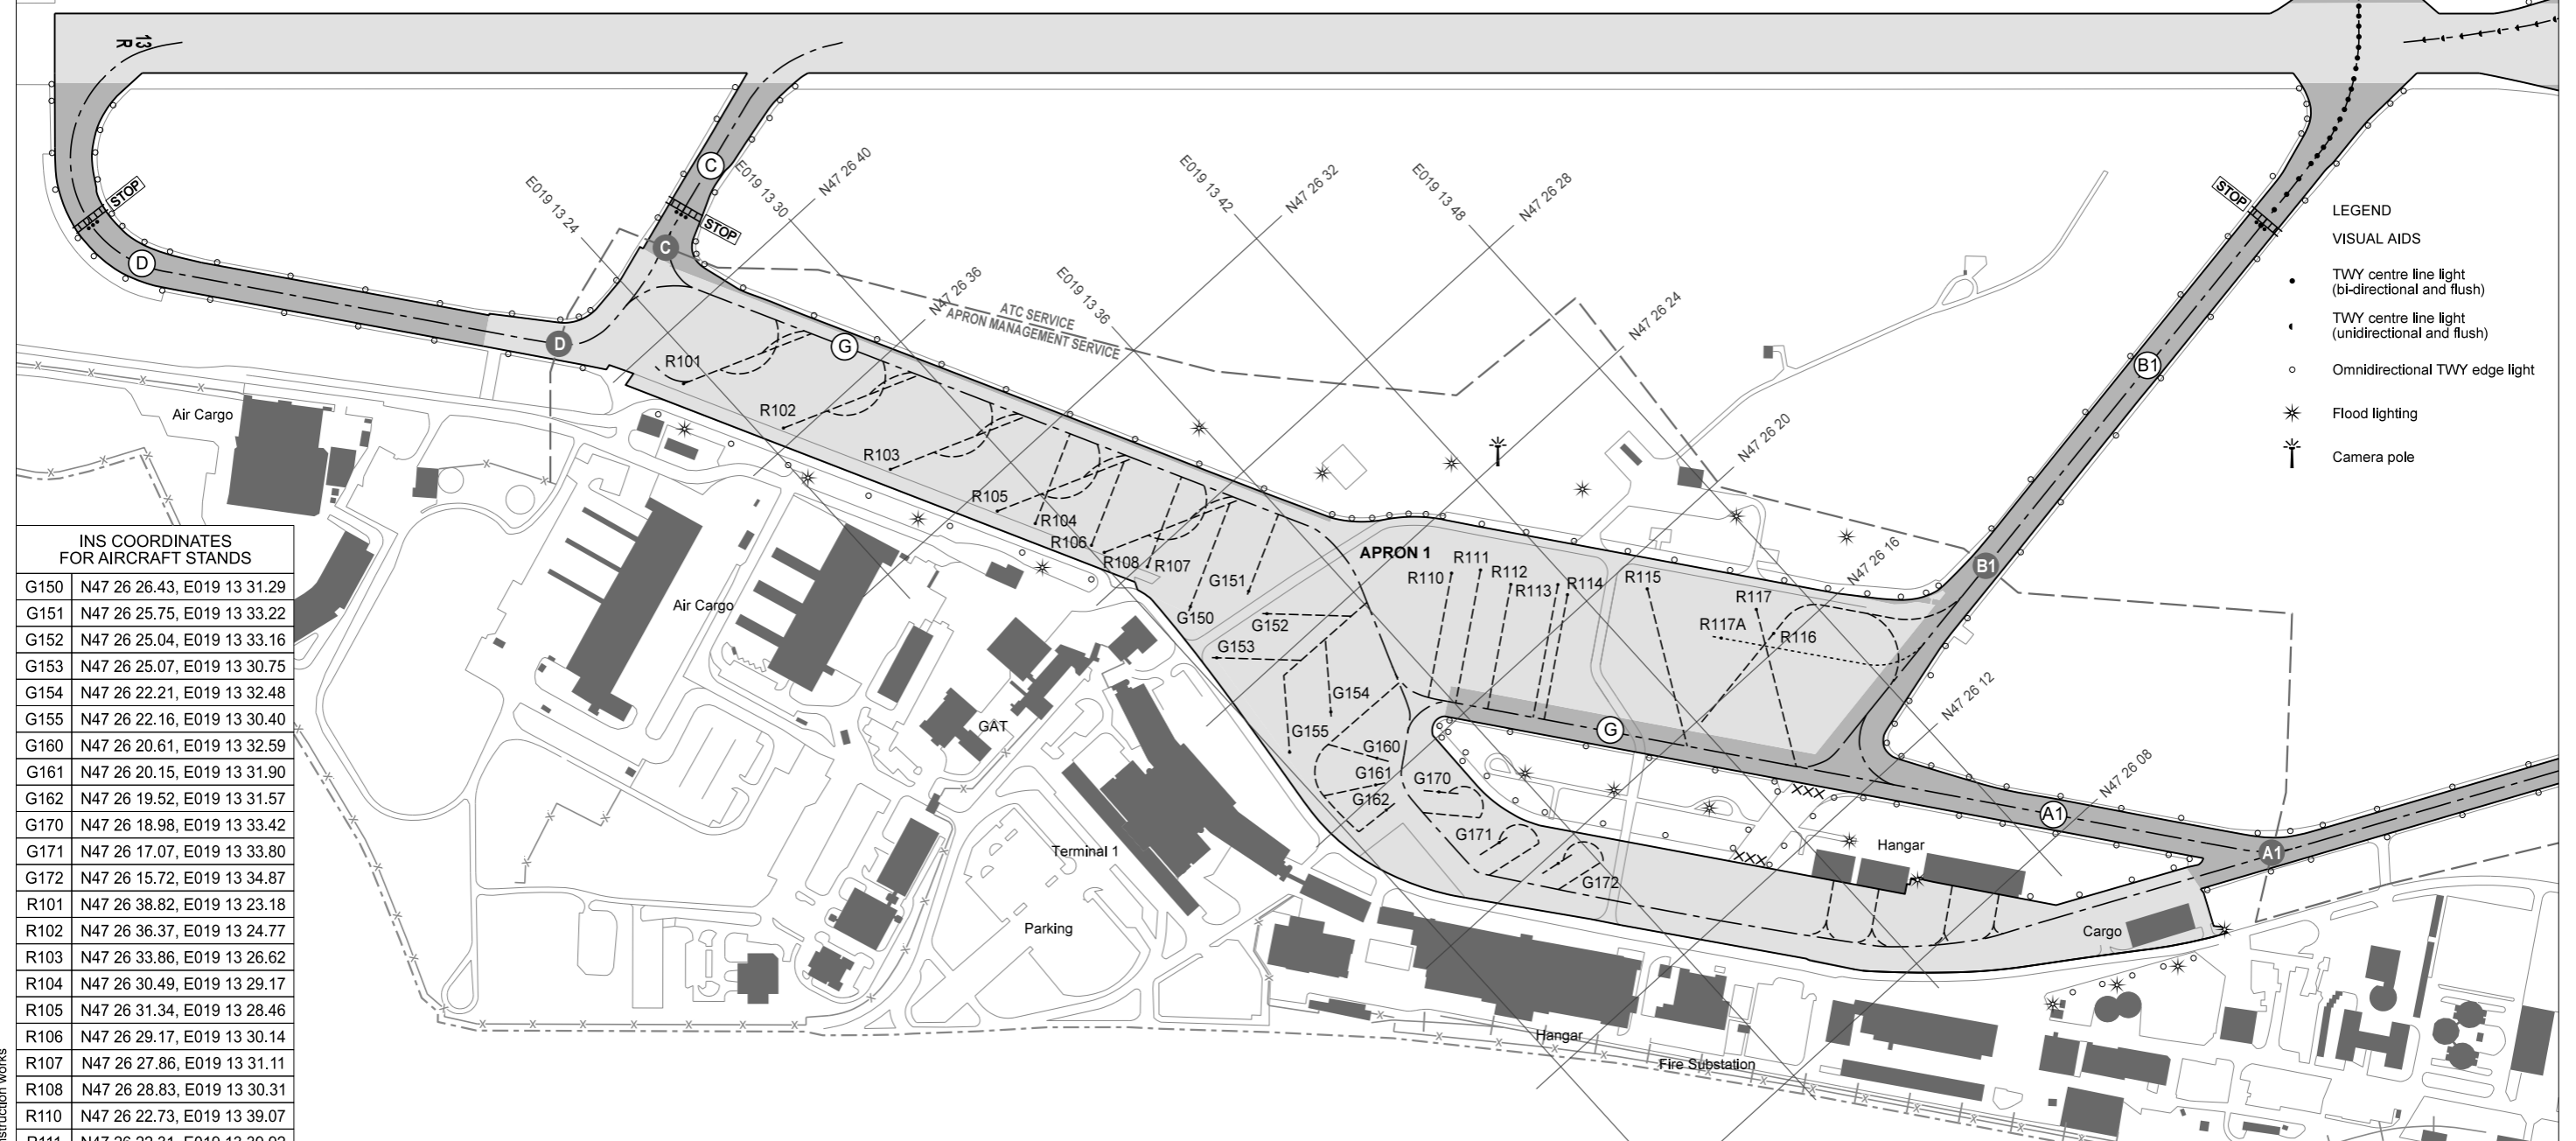 13
R
STOP
D
C
STOP
C
D
E019 13 24
E019 13 30
N47 26 40
N47 26 36
E019 13 36
E019 13 42
N47 26 32
E019 13 48
N47 26 28
N47 26 24
N47 26 20
N47 26 16
N47 26 12
N47 26 08
ATC SERVICE
APRON MANAGEMENT SERVICE
STOP
B1
B1
G
G
A1
A1
LEGEND
VISUAL AIDS
TWY centre line light
(bi-directional and flush)
TWY centre line light
(unidirectional and flush)
Omnidirectional TWY edge light
Flood lighting
Camera pole
R101
R102
R103
R105
R104
R106
R108
R107
G150
G151
G152
G153
G154
G155
G160
G161
G162
G170
G171
G172
APRON 1
R110
R111
R112
R113
R114
R115
R117
R117A
R116
Air Cargo
Air Cargo
GAT
Terminal 1
Parking
Hangar
Cargo
Hangar
Fire Substation
INS COORDINATES
FOR AIRCRAFT STANDS
G150 N47 26 26.43, E019 13 31.29
G151 N47 26 25.75, E019 13 33.22
G152 N47 26 25.04, E019 13 33.16
G153 N47 26 25.07, E019 13 30.75
G154 N47 26 22.21, E019 13 32.48
G155 N47 26 22.16, E019 13 30.40
G160 N47 26 20.61, E019 13 32.59
G161 N47 26 20.15, E019 13 31.90
G162 N47 26 19.52, E019 13 31.57
G170 N47 26 18.98, E019 13 33.42
G171 N47 26 17.07, E019 13 33.80
G172 N47 26 15.72, E019 13 34.87
R101 N47 26 38.82, E019 13 23.18
R102 N47 26 36.37, E019 13 24.77
R103 N47 26 33.86, E019 13 26.62
R104 N47 26 30.49, E019 13 29.17
R105 N47 26 31.34, E019 13 28.46
R106 N47 26 29.17, E019 13 30.14
R107 N47 26 27.86, E019 13 31.11
R108 N47 26 28.83, E019 13 30.31
R110 N47 26 22.73, E019 13 39.07